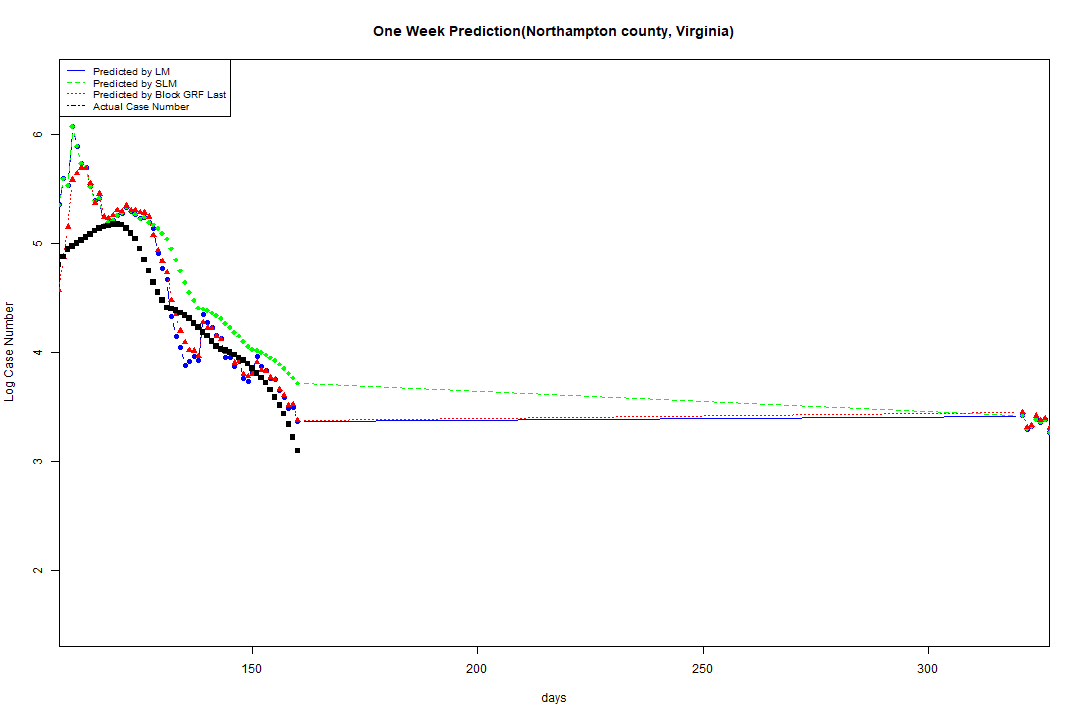 One Week Prediction(Northampton county, Virginia)
Predicted by LM
Predicted by SLM
Predicted by Block GRF Last
Actual Case Number
6
5
4
3
2
Log Case Number
150
200
250
300
days